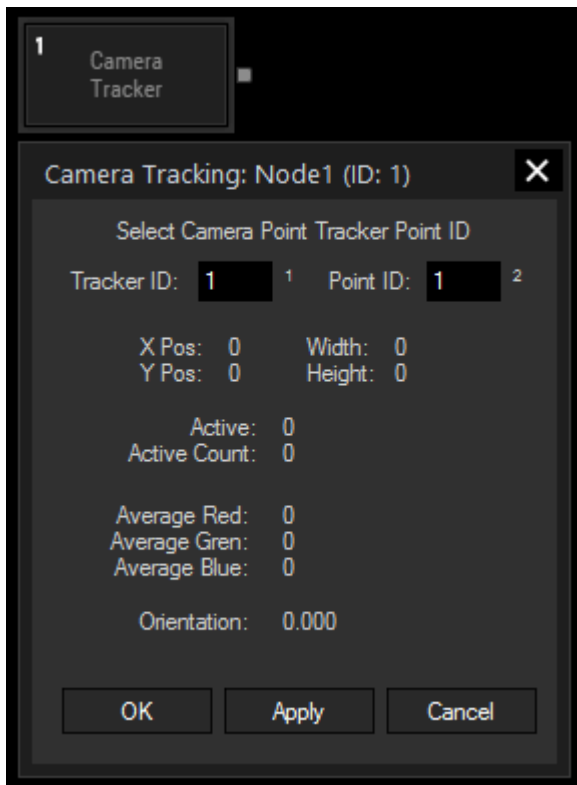 1
Camera
Tracker
Camera Tracking: Node1 (ID: 1)
Select Camera Point Tracker Point ID
Tracker ID: 1 1 Point ID: 1 2
X Pos: 0 Width: 0
Y Pos: 0 Height: 0
Active: 0
Active Count: 0
Average Red: 0
Average Gren: 0
Average Blue: 0
Orientation: 0.000
OK Apply Cancel